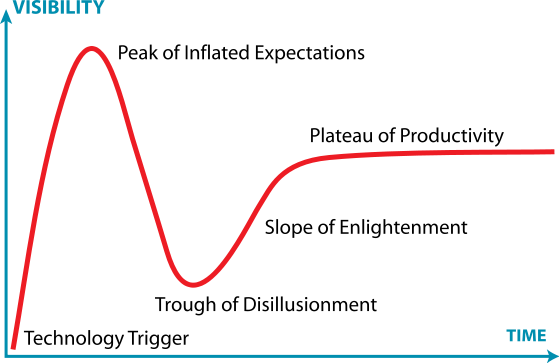 VISIBILITY
Peak of Inflated Expectations
Plateau of Productivity
Slope of Enlightenment
Trough of Disillusionment
Technology Trigger
TIME